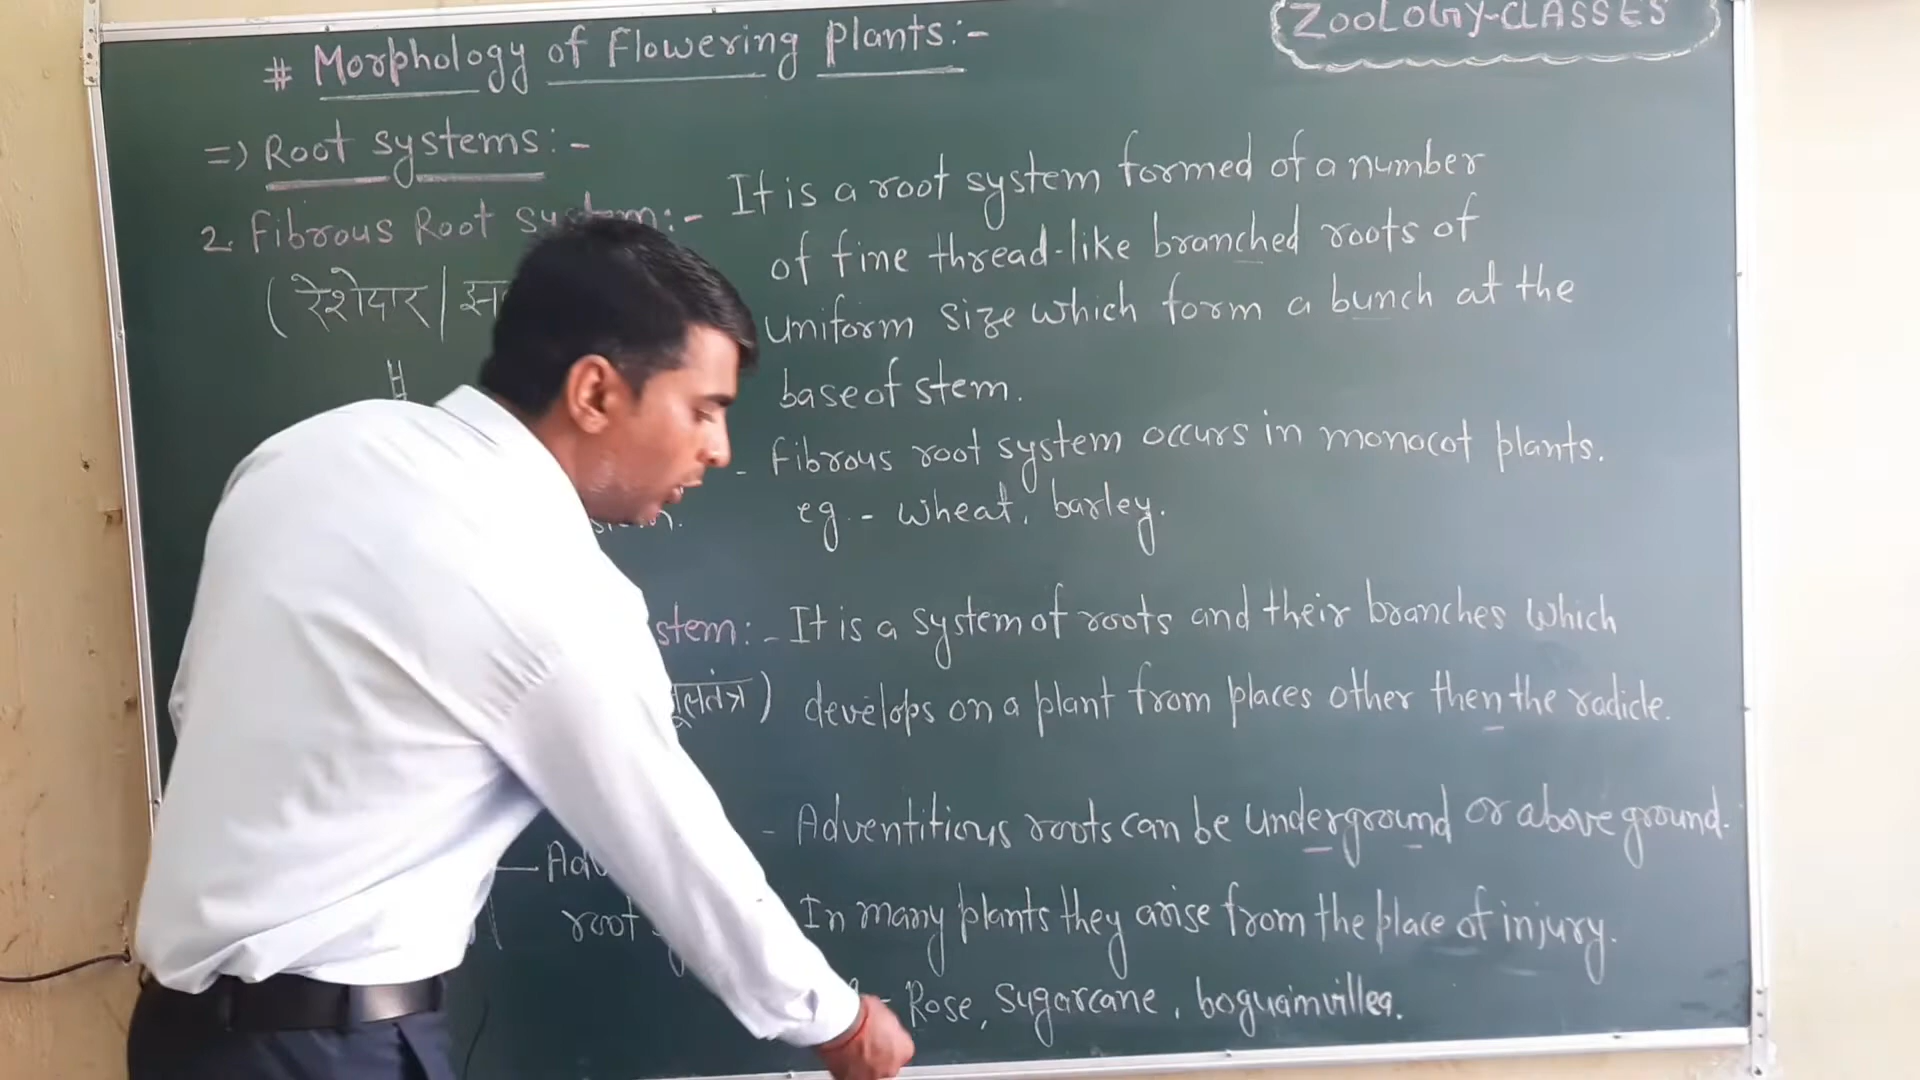 ZOOLOGY-CLASSES
# Morphology of Flowering plants:-
=> Root systems:-
2. Fibrous Root system:- It is a root system formed of a number
(रेशेदार/ of fine thread-like branched roots of
uniform size which form a bunch at the
base of stem.
- Fibrous root system occurs in monocot plants.
eg.- wheat, barley.
stem:- It is a system of roots and their branches which
develops on a plant from places other then the radicle.
- Adventitious roots can be underground or above ground.
root In many plants they arise from the place of injury.
- Rose, sugarcane, boguainvillea.